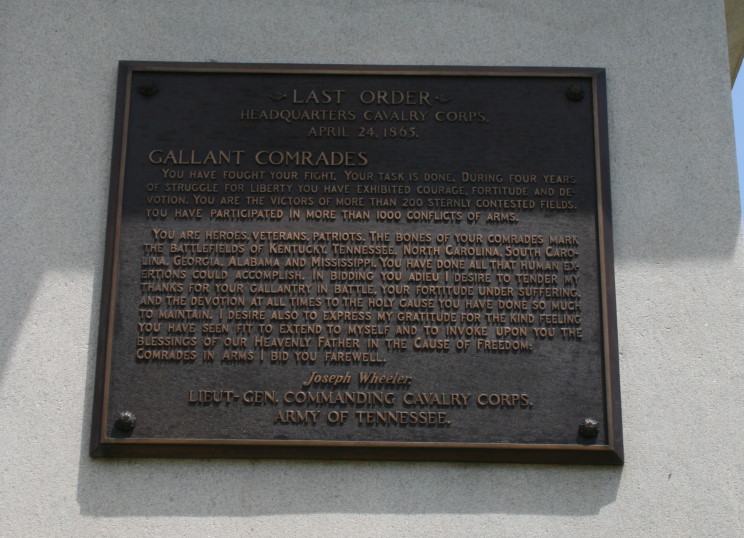 LAST ORDER
HEADQUARTERS CAVALRY CORPS.
APRIL 24, 1865.
GALLANT COMRADES
YOU HAVE FOUGHT YOUR FIGHT. YOUR TASK IS DONE. DURING FOUR YEARS
OF STRUGGLE FOR LIBERTY YOU HAVE EXHIBITED COURAGE, FORTITUDE AND DE-
VOTION. YOU ARE THE VICTORS OF MORE THAN 200 STERNLY CONTESTED FIELDS.
YOU HAVE PARTICIPATED IN MORE THAN 1000 CONFLICTS OF ARMS.
YOU ARE HEROES, VETERANS, PATRIOTS. THE BONES OF YOUR COMRADES MARK
THE BATTLEFIELDS OF KENTUCKY, TENNESSEE, NORTH CAROLINA, SOUTH CARO-
LINA, GEORGIA, ALABAMA AND MISSISSIPPI. YOU HAVE DONE ALL THAT HUMAN EX-
ERTIONS COULD ACCOMPLISH. IN BIDDING YOU ADIEU I DESIRE TO TENDER MY
THANKS FOR YOUR GALLANTRY IN BATTLE, YOUR FORTITUDE UNDER SUFFERING,
AND THE DEVOTION AT ALL TIMES TO THE HOLY CAUSE YOU HAVE DONE SO MUCH
TO MAINTAIN. I DESIRE ALSO TO EXPRESS MY GRATITUDE FOR THE KIND FEELING
YOU HAVE SEEN FIT TO EXTEND TO MYSELF AND TO INVOKE UPON YOU THE
BLESSINGS OF OUR HEAVENLY FATHER IN THE CAUSE OF FREEDOM.
COMRADES IN ARMS I BID YOU FAREWELL.
Joseph Wheeler.
LIEUT-GEN. COMMANDING CAVALRY CORPS.
ARMY OF TENNESSEE.